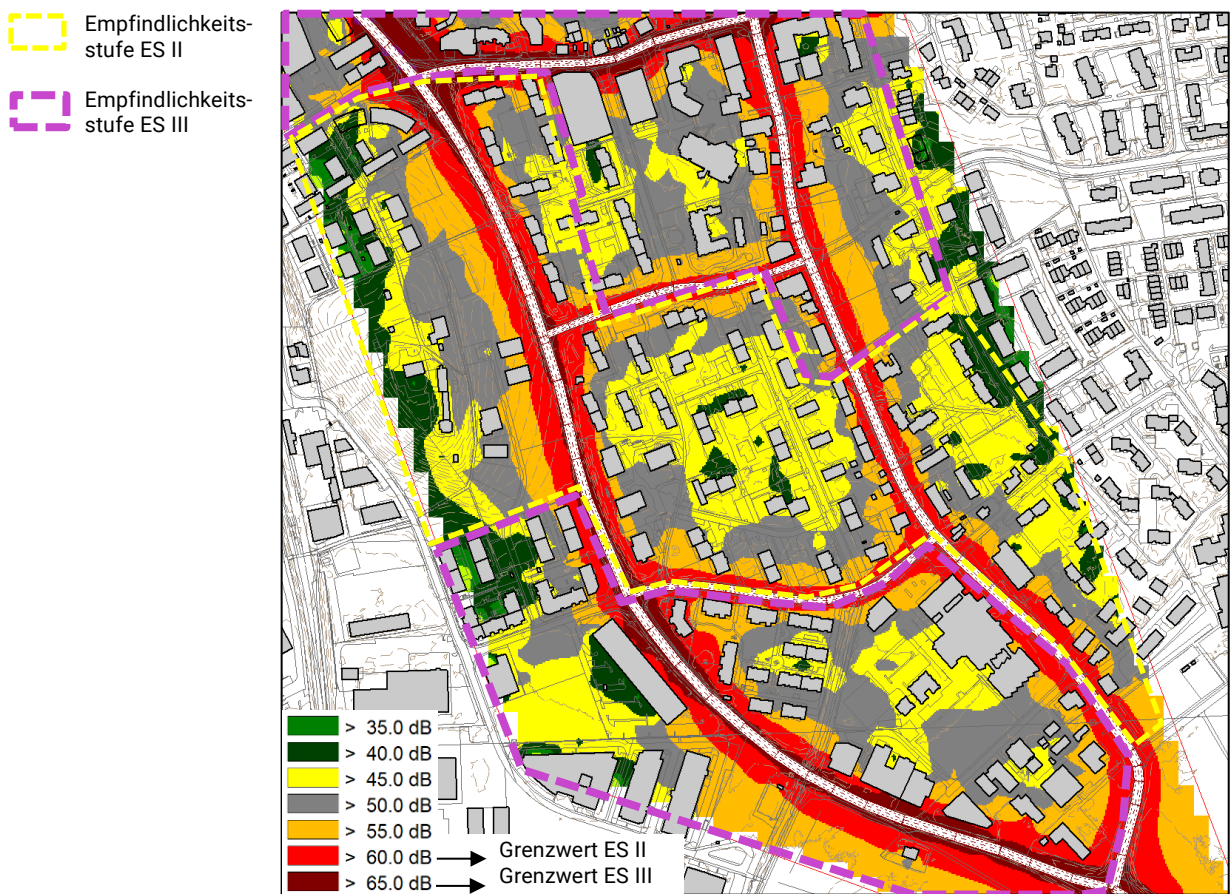 Empfindlichkeits-
stufe ES II
Empfindlichkeits-
stufe ES III
> 35.0 dB
> 40.0 dB
> 45.0 dB
> 50.0 dB
> 55.0 dB
> 60.0 dB Grenzwert ES II
> 65.0 dB Grenzwert ES III